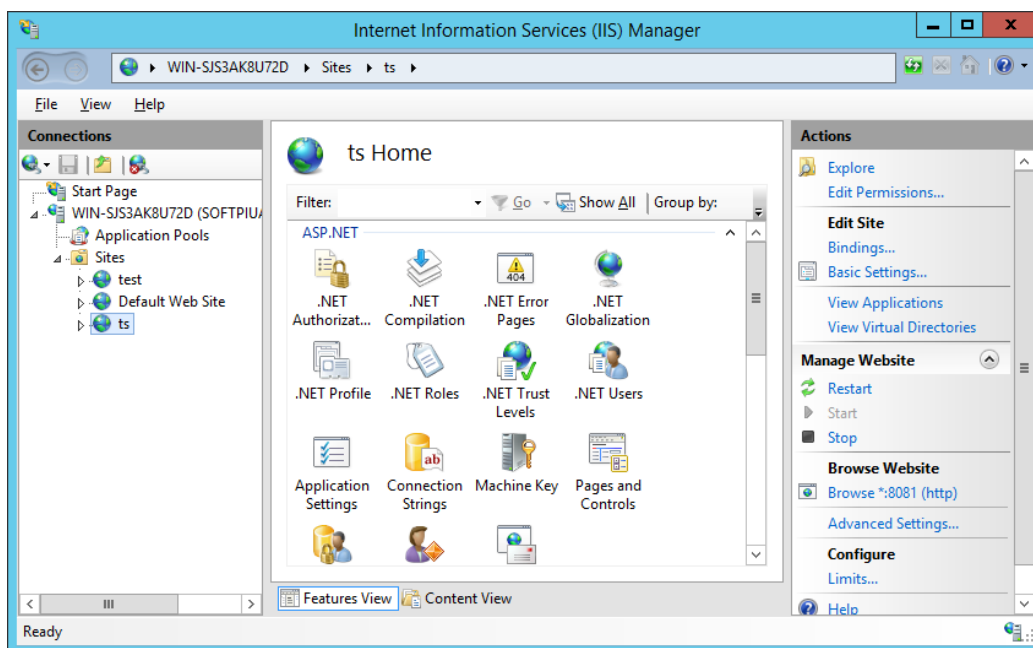 Internet Information Services (IIS) Manager
WIN-SJS3AK8U72D Sites ts
File View Help
Connections
Start Page
WIN-SJS3AK8U72D (SOFTPIUA
Application Pools
Sites
test
Default Web Site
ts
ts Home
Filter: Go Show All Group by:
ASP.NET
.NET Authorizat...
.NET Compilation
404
.NET Error Pages
.NET Globalization
.NET Profile
.NET Roles
.NET Trust Levels
.NET Users
Application Settings
ab
Connection Strings
Machine Key
Pages and Controls
Features View Content View
Actions
Explore
Edit Permissions...
Edit Site
Bindings...
Basic Settings...
View Applications
View Virtual Directories
Manage Website
Restart
Start
Stop
Browse Website
Browse *:8081 (http)
Advanced Settings...
Configure
Limits...
Help
Ready